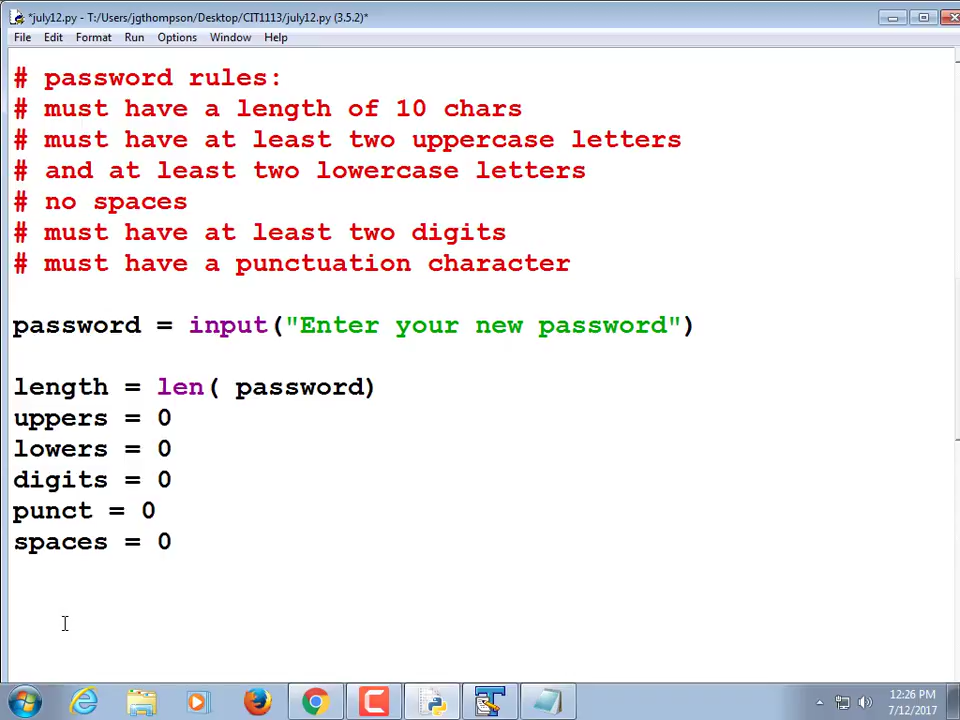 *july12.py - T:/Users/jgthompson/Desktop/CIT1113/july12.py (3.5.2)*
File Edit Format Run Options Window Help
# password rules:
# must have a length of 10 chars
# must have at least two uppercase letters
# and at least two lowercase letters
# no spaces
# must have at least two digits
# must have a punctuation character
password = input("Enter your new password")
length = len( password)
uppers = 0
lowers = 0
digits = 0
punct = 0
spaces = 0
12:26 PM
7/12/2017